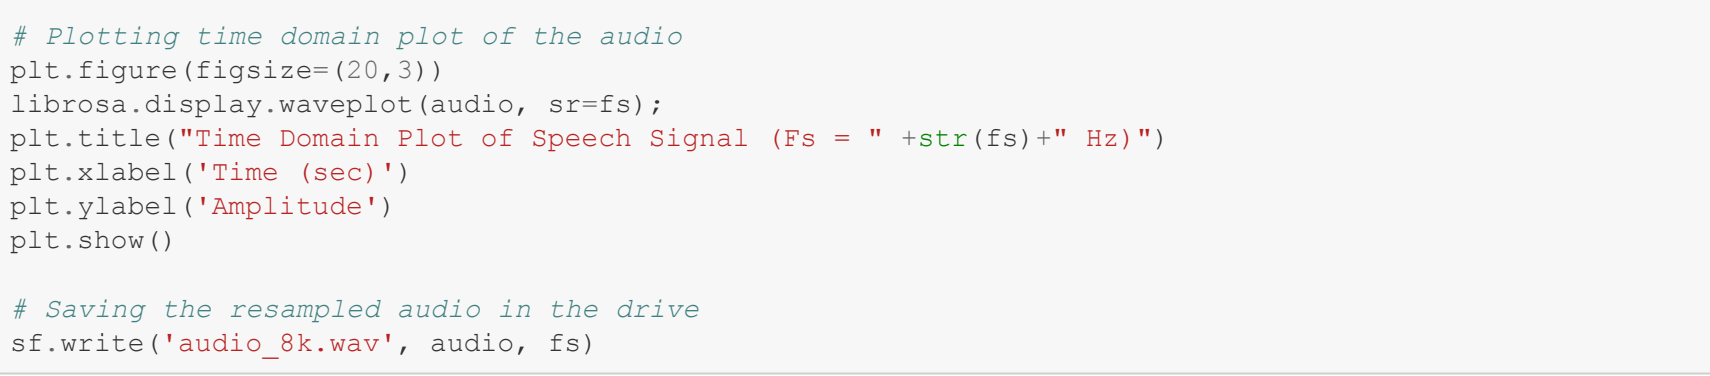 # Plotting time domain plot of the audio
plt.figure(figsize=(20,3))
librosa.display.waveplot(audio, sr=fs);
plt.title("Time Domain Plot of Speech Signal (Fs = " +str(fs)+" Hz)")
plt.xlabel('Time (sec)')
plt.ylabel('Amplitude')
plt.show()

# Saving the resampled audio in the drive
sf.write('audio_8k.wav', audio, fs)